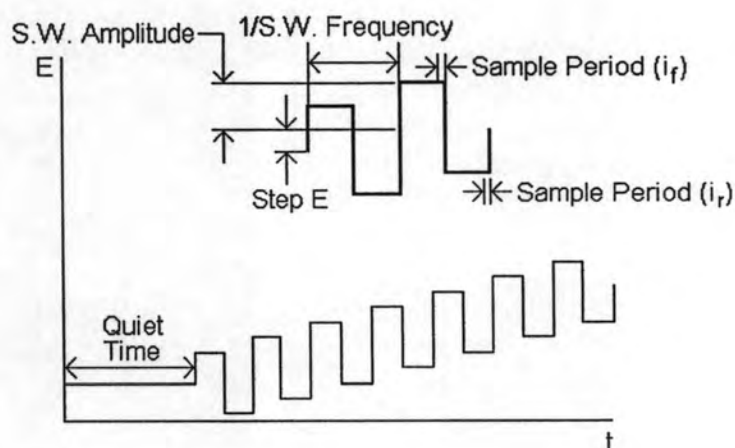 1/S.W. Frequency
S.W. Amplitude
E
Sample Period (if)
Step E
Sample Period (ir)
Quiet
Time
t